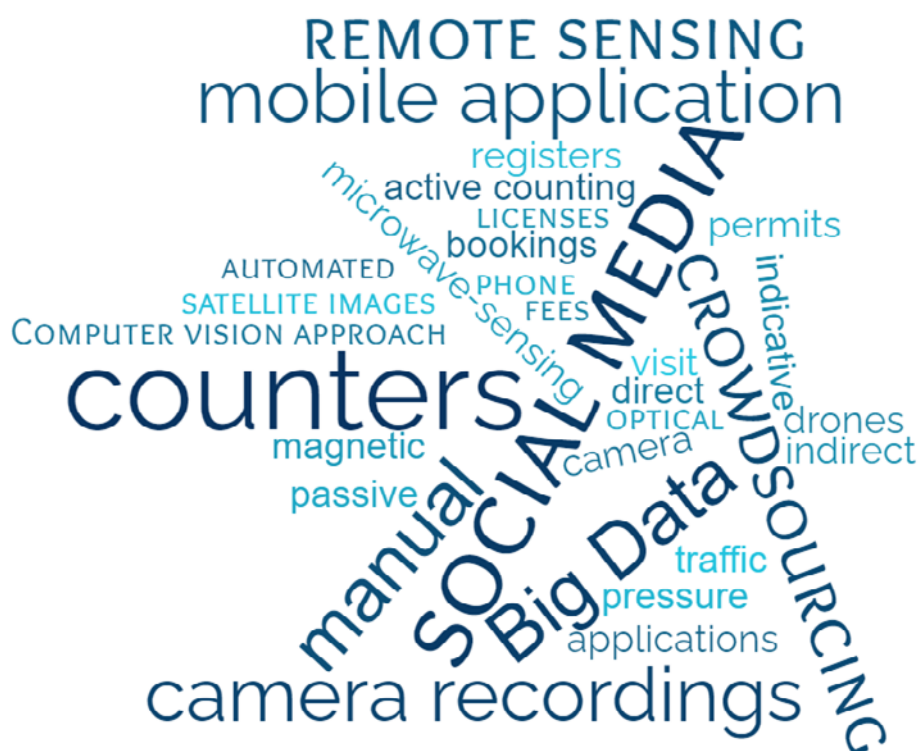 REMOTE SENSING
mobile application
registers
active counting
microwave-sensing
LICENSES
bookings
permits
SOCIAL MEDIA
CROWDSOURCING
indicative
AUTOMATED
PHONE
SATELLITE IMAGES
FEES
COMPUTER VISION APPROACH
counters
visit
direct
OPTICAL
drones
camera
indirect
magnetic
passive
manual
Big Data
traffic
pressure
applications
camera recordings